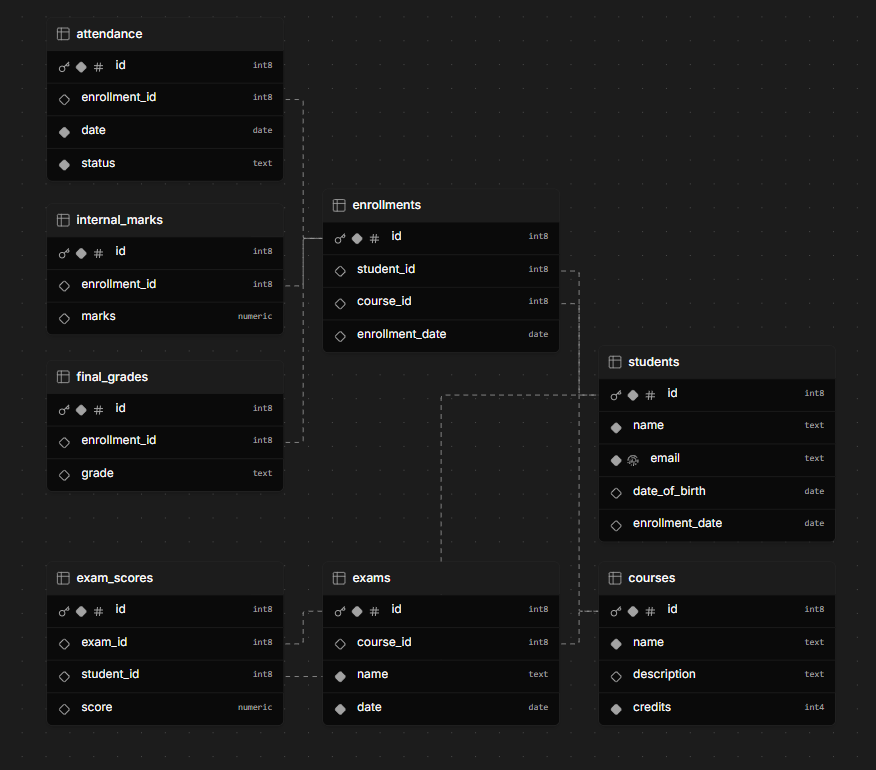 attendance
id int8
enrollment_id int8
date date
status text
internal_marks
id int8
enrollment_id int8
marks numeric
final_grades
id int8
enrollment_id int8
grade text
enrollments
id int8
student_id int8
course_id int8
enrollment_date date
students
id int8
name text
email text
date_of_birth date
enrollment_date date
exam_scores
id int8
exam_id int8
student_id int8
score numeric
exams
id int8
course_id int8
name text
date date
courses
id int8
name text
description text
credits int4